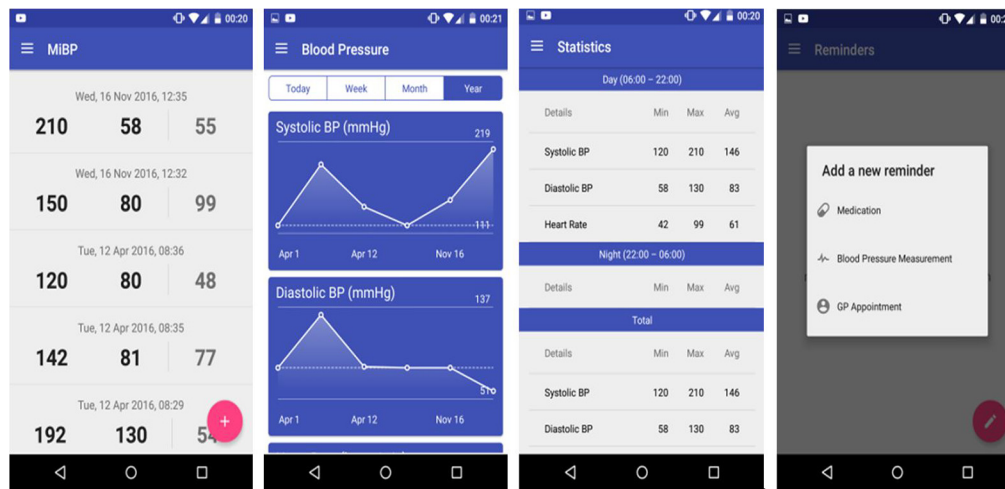 00:20
MiBP
Wed, 16 Nov 2016, 12:35
210 58 55
Wed, 16 Nov 2016, 12:32
150 80 99
Tue, 12 Apr 2016, 08:36
120 80 48
Tue, 12 Apr 2016, 08:35
142 81 77
Tue, 12 Apr 2016, 08:29
192 130
00:21
Blood Pressure
Today Week Month Year
Systolic BP (mmHg) 219
111
Apr 1 Apr 12 Nov 16
Diastolic BP (mmHg) 137
51
Apr 1 Apr 12 Nov 16
00:20
Statistics
Day (06:00 – 22:00)
Details Min Max Avg
Systolic BP 120 210 146
Diastolic BP 58 130 83
Heart Rate 42 99 61
Night (22:00 – 06:00)
Details Min Max Avg
Total
Details Min Max Avg
Systolic BP 120 210 146
Diastolic BP 58 130 83
Reminders
Add a new reminder
Medication
Blood Pressure Measurement
GP Appointment